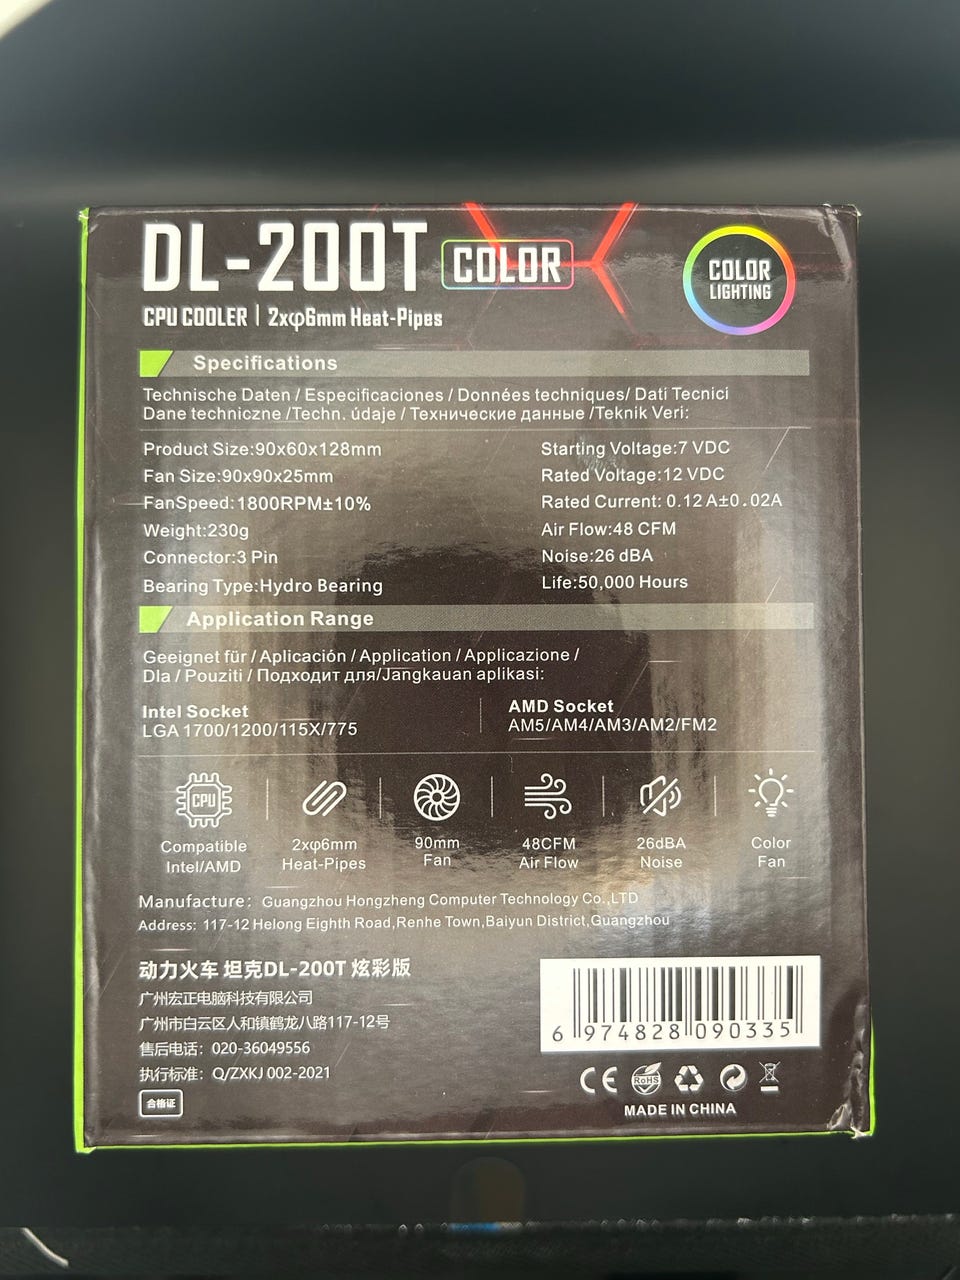 DL-200T COLOR
COLOR
LIGHTING
CPU COOLER | 2xφ6mm Heat-Pipes
Specifications
Technische Daten / Especificaciones / Données techniques/ Dati Tecnici
Dane techniczne /Techn. údaje / Технические данные /Teknik Veri:
Product Size:90x60x128mm
Fan Size:90x90x25mm
FanSpeed:1800RPM±10%
Weight:230g
Connector:3 Pin
Bearing Type:Hydro Bearing
Starting Voltage:7 VDC
Rated Voltage:12 VDC
Rated Current: 0.12A±0.02A
Air Flow:48 CFM
Noise:26 dBA
Life:50,000 Hours
Application Range
Geeignet für / Aplicación / Application / Applicazione /
Dla / Pouziti / Подходит для/Jangkauan aplikasi:
Intel Socket
LGA 1700/1200/115X/775
AMD Socket
AM5/AM4/AM3/AM2/FM2
CPU
Compatible
Intel/AMD
2xφ6mm
Heat-Pipes
90mm
Fan
48CFM
Air Flow
26dBA
Noise
Color
Fan
Manufacture: Guangzhou Hongzheng Computer Technology Co.,LTD
Address: 117-12 Helong Eighth Road,Renhe Town,Baiyun District,Guangzhou
动力火车 坦克DL-200T 炫彩版
广州宏正电脑科技有限公司
广州市白云区人和镇鹤龙八路117-12号
售后电话：020-36049556
执行标准：Q/ZXKJ 002-2021
合格证
6 974828 090335
CE RoHS
MADE IN CHINA